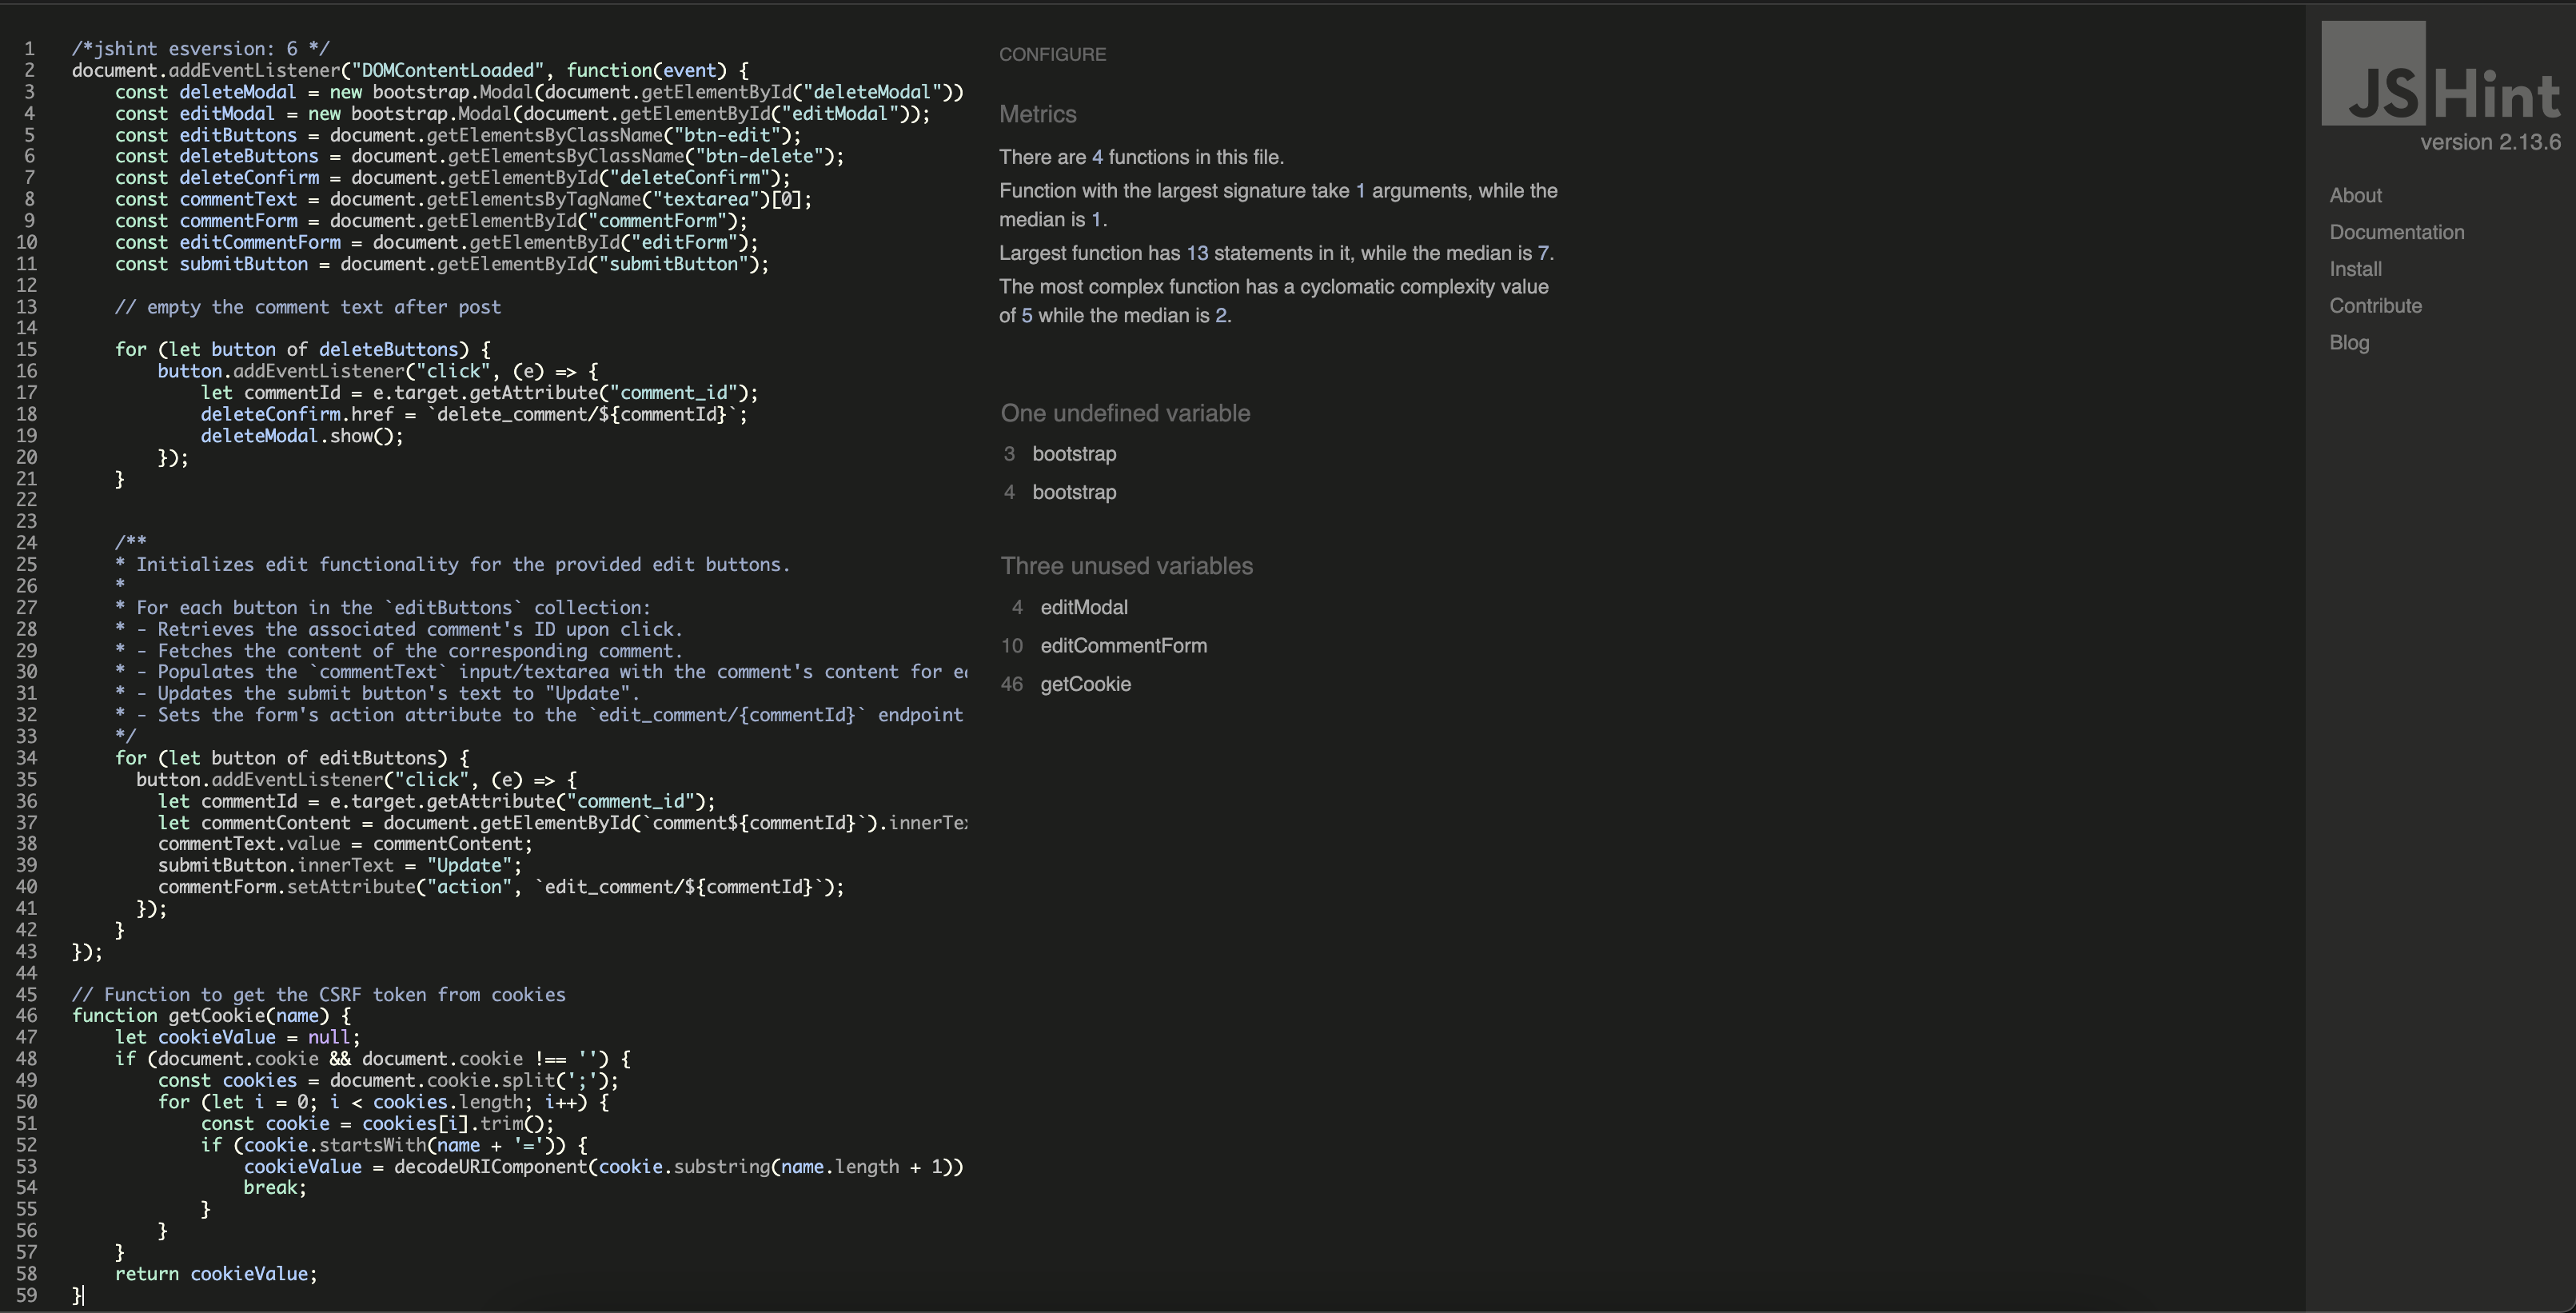 1 /*jshint esversion: 6 */
2 document.addEventListener("DOMContentLoaded", function(event) {
3 const deleteModal = new bootstrap.Modal(document.getElementById("deleteModal"))
4 const editModal = new bootstrap.Modal(document.getElementById("editModal"));
5 const editButtons = document.getElementsByClassName("btn-edit");
6 const deleteButtons = document.getElementsByClassName("btn-delete");
7 const deleteConfirm = document.getElementById("deleteConfirm");
8 const commentText = document.getElementsByTagName("textarea")[0];
9 const commentForm = document.getElementById("commentForm");
10 const editCommentForm = document.getElementById("editForm");
11 const submitButton = document.getElementById("submitButton");
12
13 // empty the comment text after post
14
15 for (let button of deleteButtons) {
16 button.addEventListener("click", (e) => {
17 let commentId = e.target.getAttribute("comment_id");
18 deleteConfirm.href = `delete_comment/${commentId}`;
19 deleteModal.show();
20 });
21 }
22
23
24 /**
25 * Initializes edit functionality for the provided edit buttons.
26 *
27 * For each button in the `editButtons` collection:
28 * - Retrieves the associated comment's ID upon click.
29 * - Fetches the content of the corresponding comment.
30 * - Populates the `commentText` input/textarea with the comment's content for
31 * - Updates the submit button's text to "Update".
32 * - Sets the form's action attribute to the `edit_comment/{commentId}` endpoint
33 */
34 for (let button of editButtons) {
35 button.addEventListener("click", (e) => {
36 let commentId = e.target.getAttribute("comment_id");
37 let commentContent = document.getElementById(`comment${commentId}`).innerTe
38 commentText.value = commentContent;
39 submitButton.innerText = "Update";
40 commentForm.setAttribute("action", `edit_comment/${commentId}`);
41 });
42 }
43 });
44
45 // Function to get the CSRF token from cookies
46 function getCookie(name) {
47 let cookieValue = null;
48 if (document.cookie && document.cookie !== '') {
49 const cookies = document.cookie.split(';');
50 for (let i = 0; i < cookies.length; i++) {
51 const cookie = cookies[i].trim();
52 if (cookie.startsWith(name + '=')) {
53 cookieValue = decodeURIComponent(cookie.substring(name.length + 1))
54 break;
55 }
56 }
57 }
58 return cookieValue;
59 }
CONFIGURE
Metrics
There are 4 functions in this file.
Function with the largest signature take 1 arguments, while the
median is 1.
Largest function has 13 statements in it, while the median is 7.
The most complex function has a cyclomatic complexity value
of 5 while the median is 2.
One undefined variable
3 bootstrap
4 bootstrap
Three unused variables
4 editModal
10 editCommentForm
46 getCookie
JSHint
version 2.13.6
About
Documentation
Install
Contribute
Blog